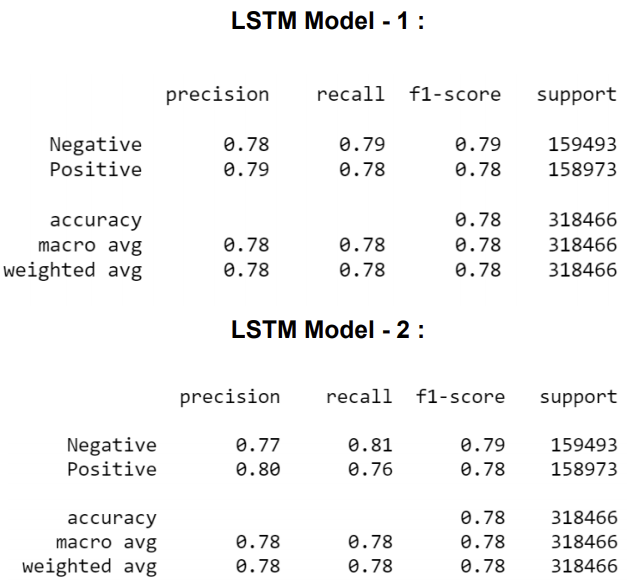 LSTM Model - 1 :
precision recall f1-score support
Negative 0.78 0.79 0.79 159493
Positive 0.79 0.78 0.78 158973
accuracy 0.78 318466
macro avg 0.78 0.78 0.78 318466
weighted avg 0.78 0.78 0.78 318466
LSTM Model - 2 :
precision recall f1-score support
Negative 0.77 0.81 0.79 159493
Positive 0.80 0.76 0.78 158973
accuracy 0.78 318466
macro avg 0.78 0.78 0.78 318466
weighted avg 0.78 0.78 0.78 318466